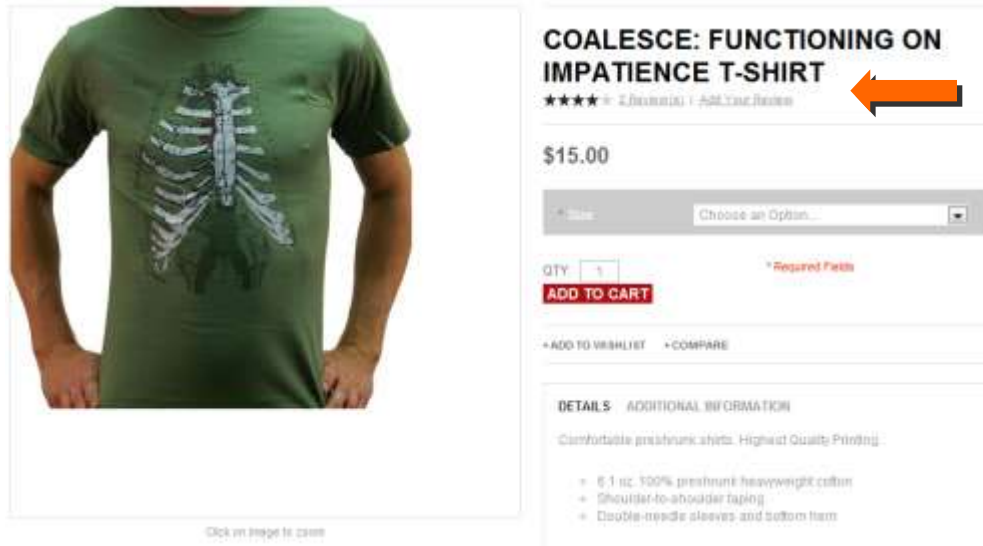 COALESCE: FUNCTIONING ON
IMPATIENCE T-SHIRT
2 Review(s) | Add Your Review
$15.00
* Size
Choose an Option...
QTY: 1
* Required Fields
ADD TO CART
+ADD TO WISHLIST +COMPARE
DETAILS ADDITIONAL INFORMATION
Comfortable preshrunk shirts. Highest Quality Printing.
6.1 oz. 100% preshrunk heavyweight cotton
Shoulder-to-shoulder taping
Double-needle sleeves and bottom hem
Click on image to zoom